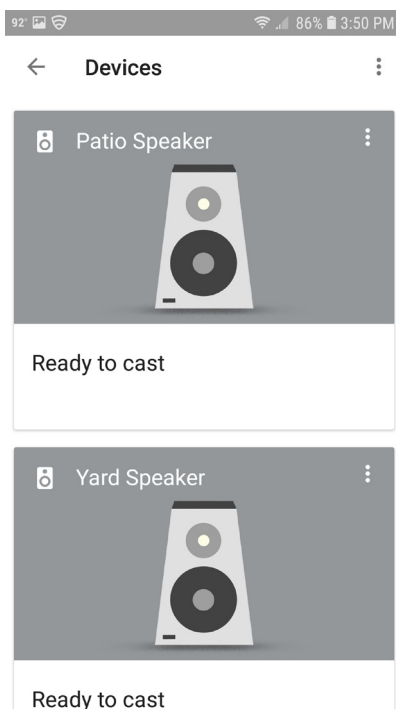 92° 86% 3:50 PM
Devices
Patio Speaker
Ready to cast
Yard Speaker
Ready to cast